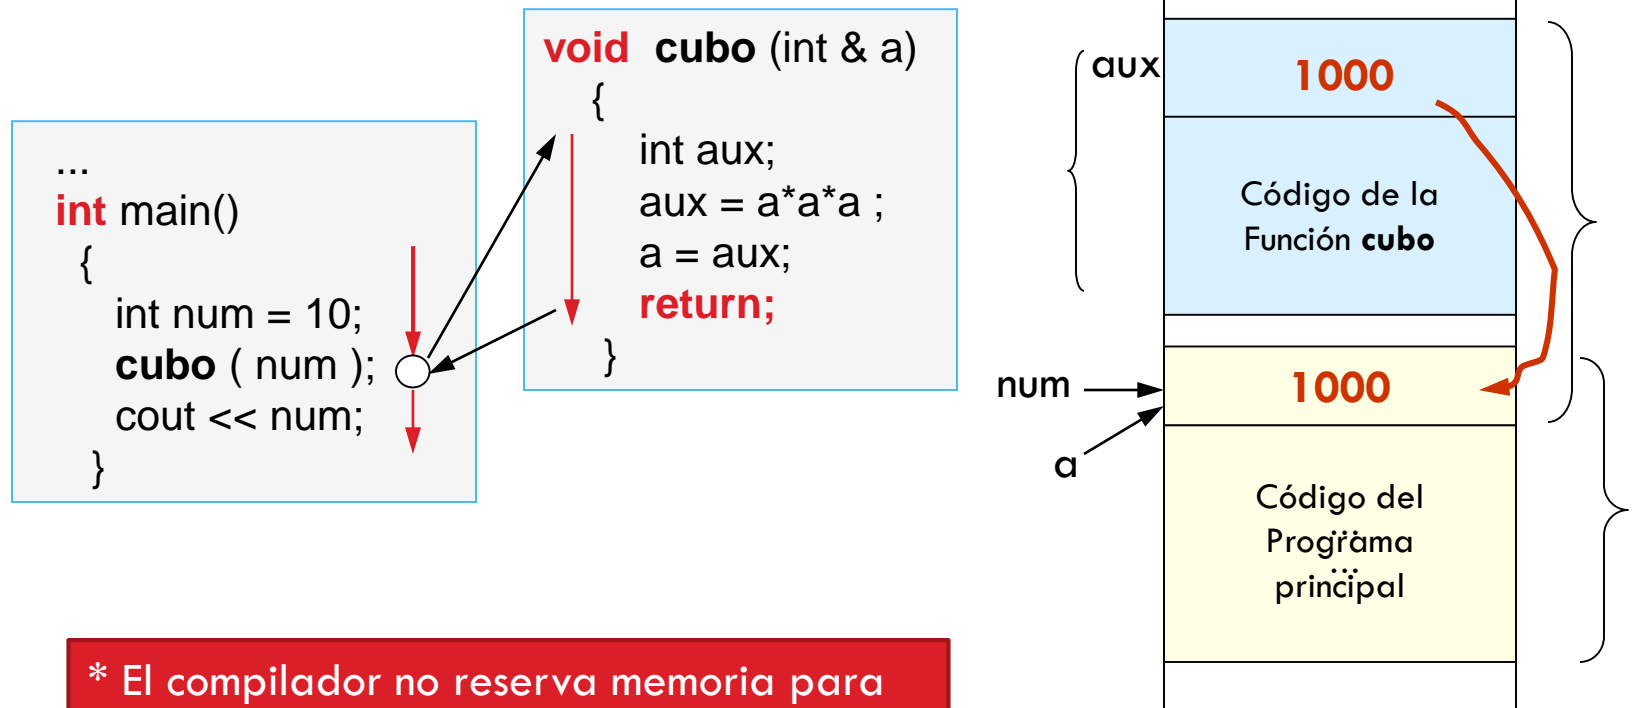 ...
int main()
{
int num = 10;
cubo ( num );
cout << num;
}
void cubo (int & a)
{
int aux;
aux = a*a*a ;
a = aux;
return;
}
aux
1000
Código de la
Función cubo
num
1000
a
Código del
Programa
...
principal
...
* El compilador no reserva memoria para